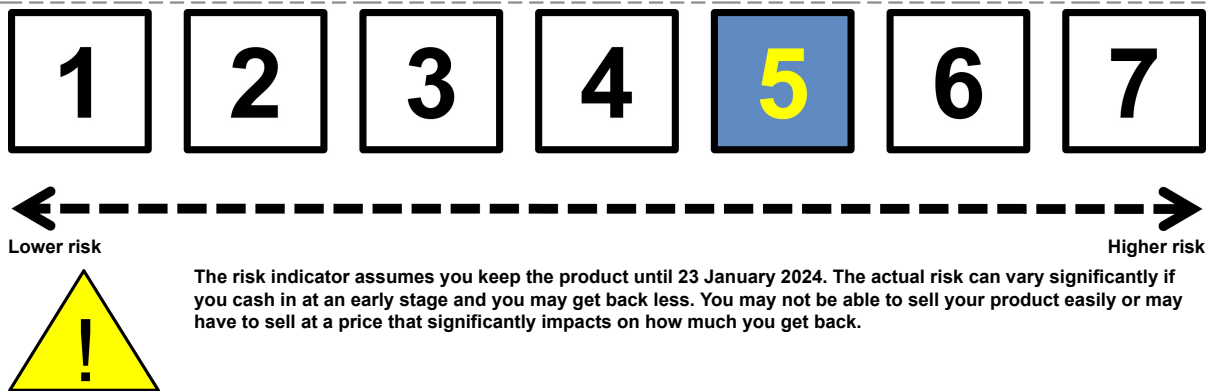 1 2 3 4 5 6 7
Lower risk Higher risk
The risk indicator assumes you keep the product until 23 January 2024. The actual risk can vary significantly if
you cash in at an early stage and you may get back less. You may not be able to sell your product easily or may
have to sell at a price that significantly impacts on how much you get back.
!